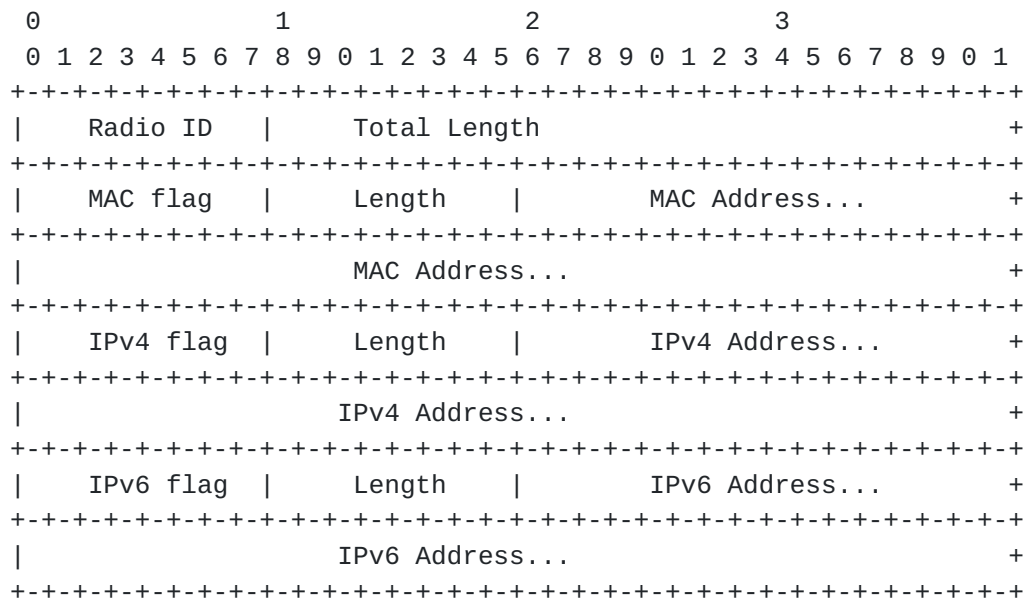 0                   1                   2                   3
 0 1 2 3 4 5 6 7 8 9 0 1 2 3 4 5 6 7 8 9 0 1 2 3 4 5 6 7 8 9 0 1
+-+-+-+-+-+-+-+-+-+-+-+-+-+-+-+-+-+-+-+-+-+-+-+-+-+-+-+-+-+-+-+-+
|    Radio ID   |     Total Length                              +
+-+-+-+-+-+-+-+-+-+-+-+-+-+-+-+-+-+-+-+-+-+-+-+-+-+-+-+-+-+-+-+-+
|    MAC flag   |     Length    |        MAC Address...         +
+-+-+-+-+-+-+-+-+-+-+-+-+-+-+-+-+-+-+-+-+-+-+-+-+-+-+-+-+-+-+-+-+
|                     MAC Address...                            +
+-+-+-+-+-+-+-+-+-+-+-+-+-+-+-+-+-+-+-+-+-+-+-+-+-+-+-+-+-+-+-+-+
|    IPv4 flag  |     Length    |        IPv4 Address...        +
+-+-+-+-+-+-+-+-+-+-+-+-+-+-+-+-+-+-+-+-+-+-+-+-+-+-+-+-+-+-+-+-+
|                    IPv4 Address...                            +
+-+-+-+-+-+-+-+-+-+-+-+-+-+-+-+-+-+-+-+-+-+-+-+-+-+-+-+-+-+-+-+-+
|    IPv6 flag  |     Length    |        IPv6 Address...        +
+-+-+-+-+-+-+-+-+-+-+-+-+-+-+-+-+-+-+-+-+-+-+-+-+-+-+-+-+-+-+-+-+
|                    IPv6 Address...                            +
+-+-+-+-+-+-+-+-+-+-+-+-+-+-+-+-+-+-+-+-+-+-+-+-+-+-+-+-+-+-+-+-+